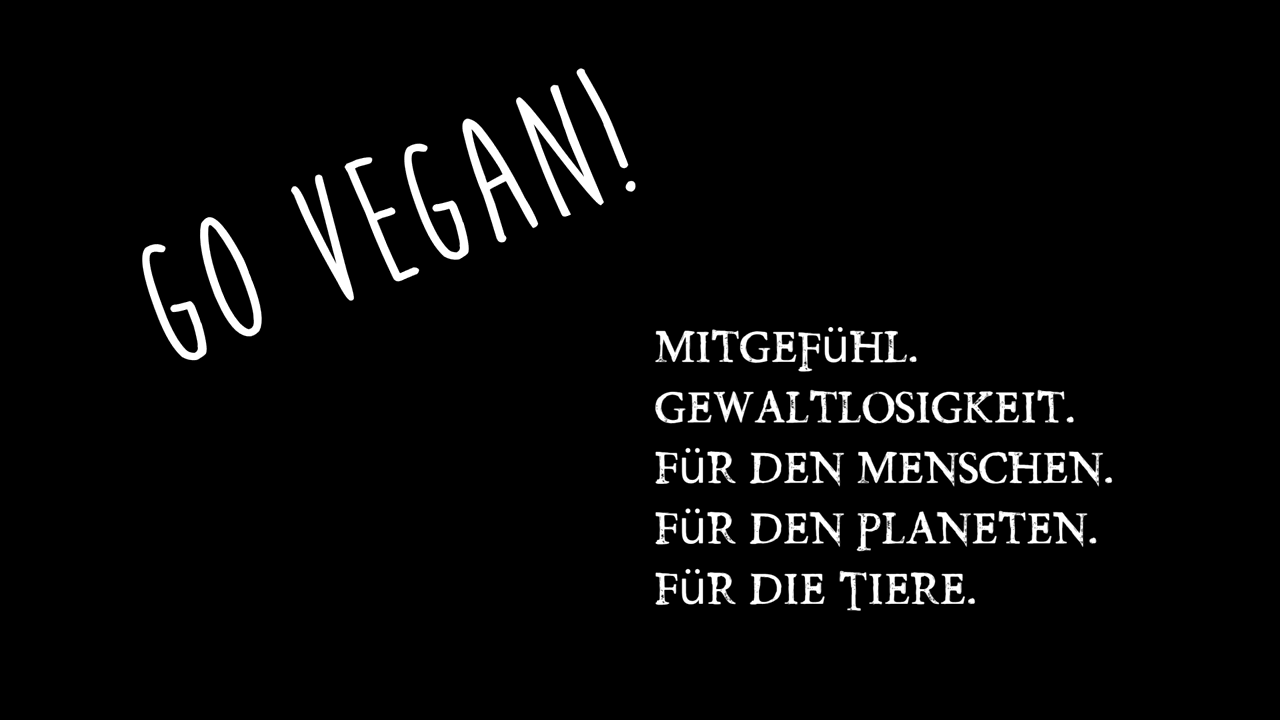 GO VEGAN!
MITGEFÜHL.
GEWALTLOSIGKEIT.
FÜR DEN MENSCHEN.
FÜR DEN PLANETEN.
FÜR DIE TIERE.